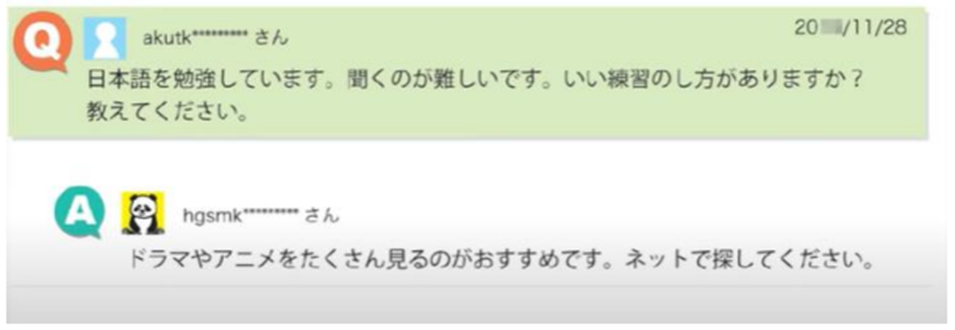 Q akutk********* さん 20 /11/28
日本語を勉強しています。聞くのが難しいです。いい練習のし方がありますか？
教えてください。
A hgsmk********* さん
ドラマやアニメをたくさん見るのがおすすめです。ネットで探してください。